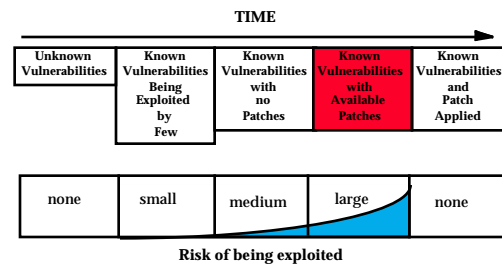 TIME
Unknown
Vulnerabilities
Known
Vulnerabilities
Being
Exploited
by
Few
Known
Vulnerabilities
with
no
Patches
Known
Vulnerabilities
with
Available
Patches
Known
Vulnerabilities
and
Patch
Applied
none
small
medium
large
none
Risk of being exploited